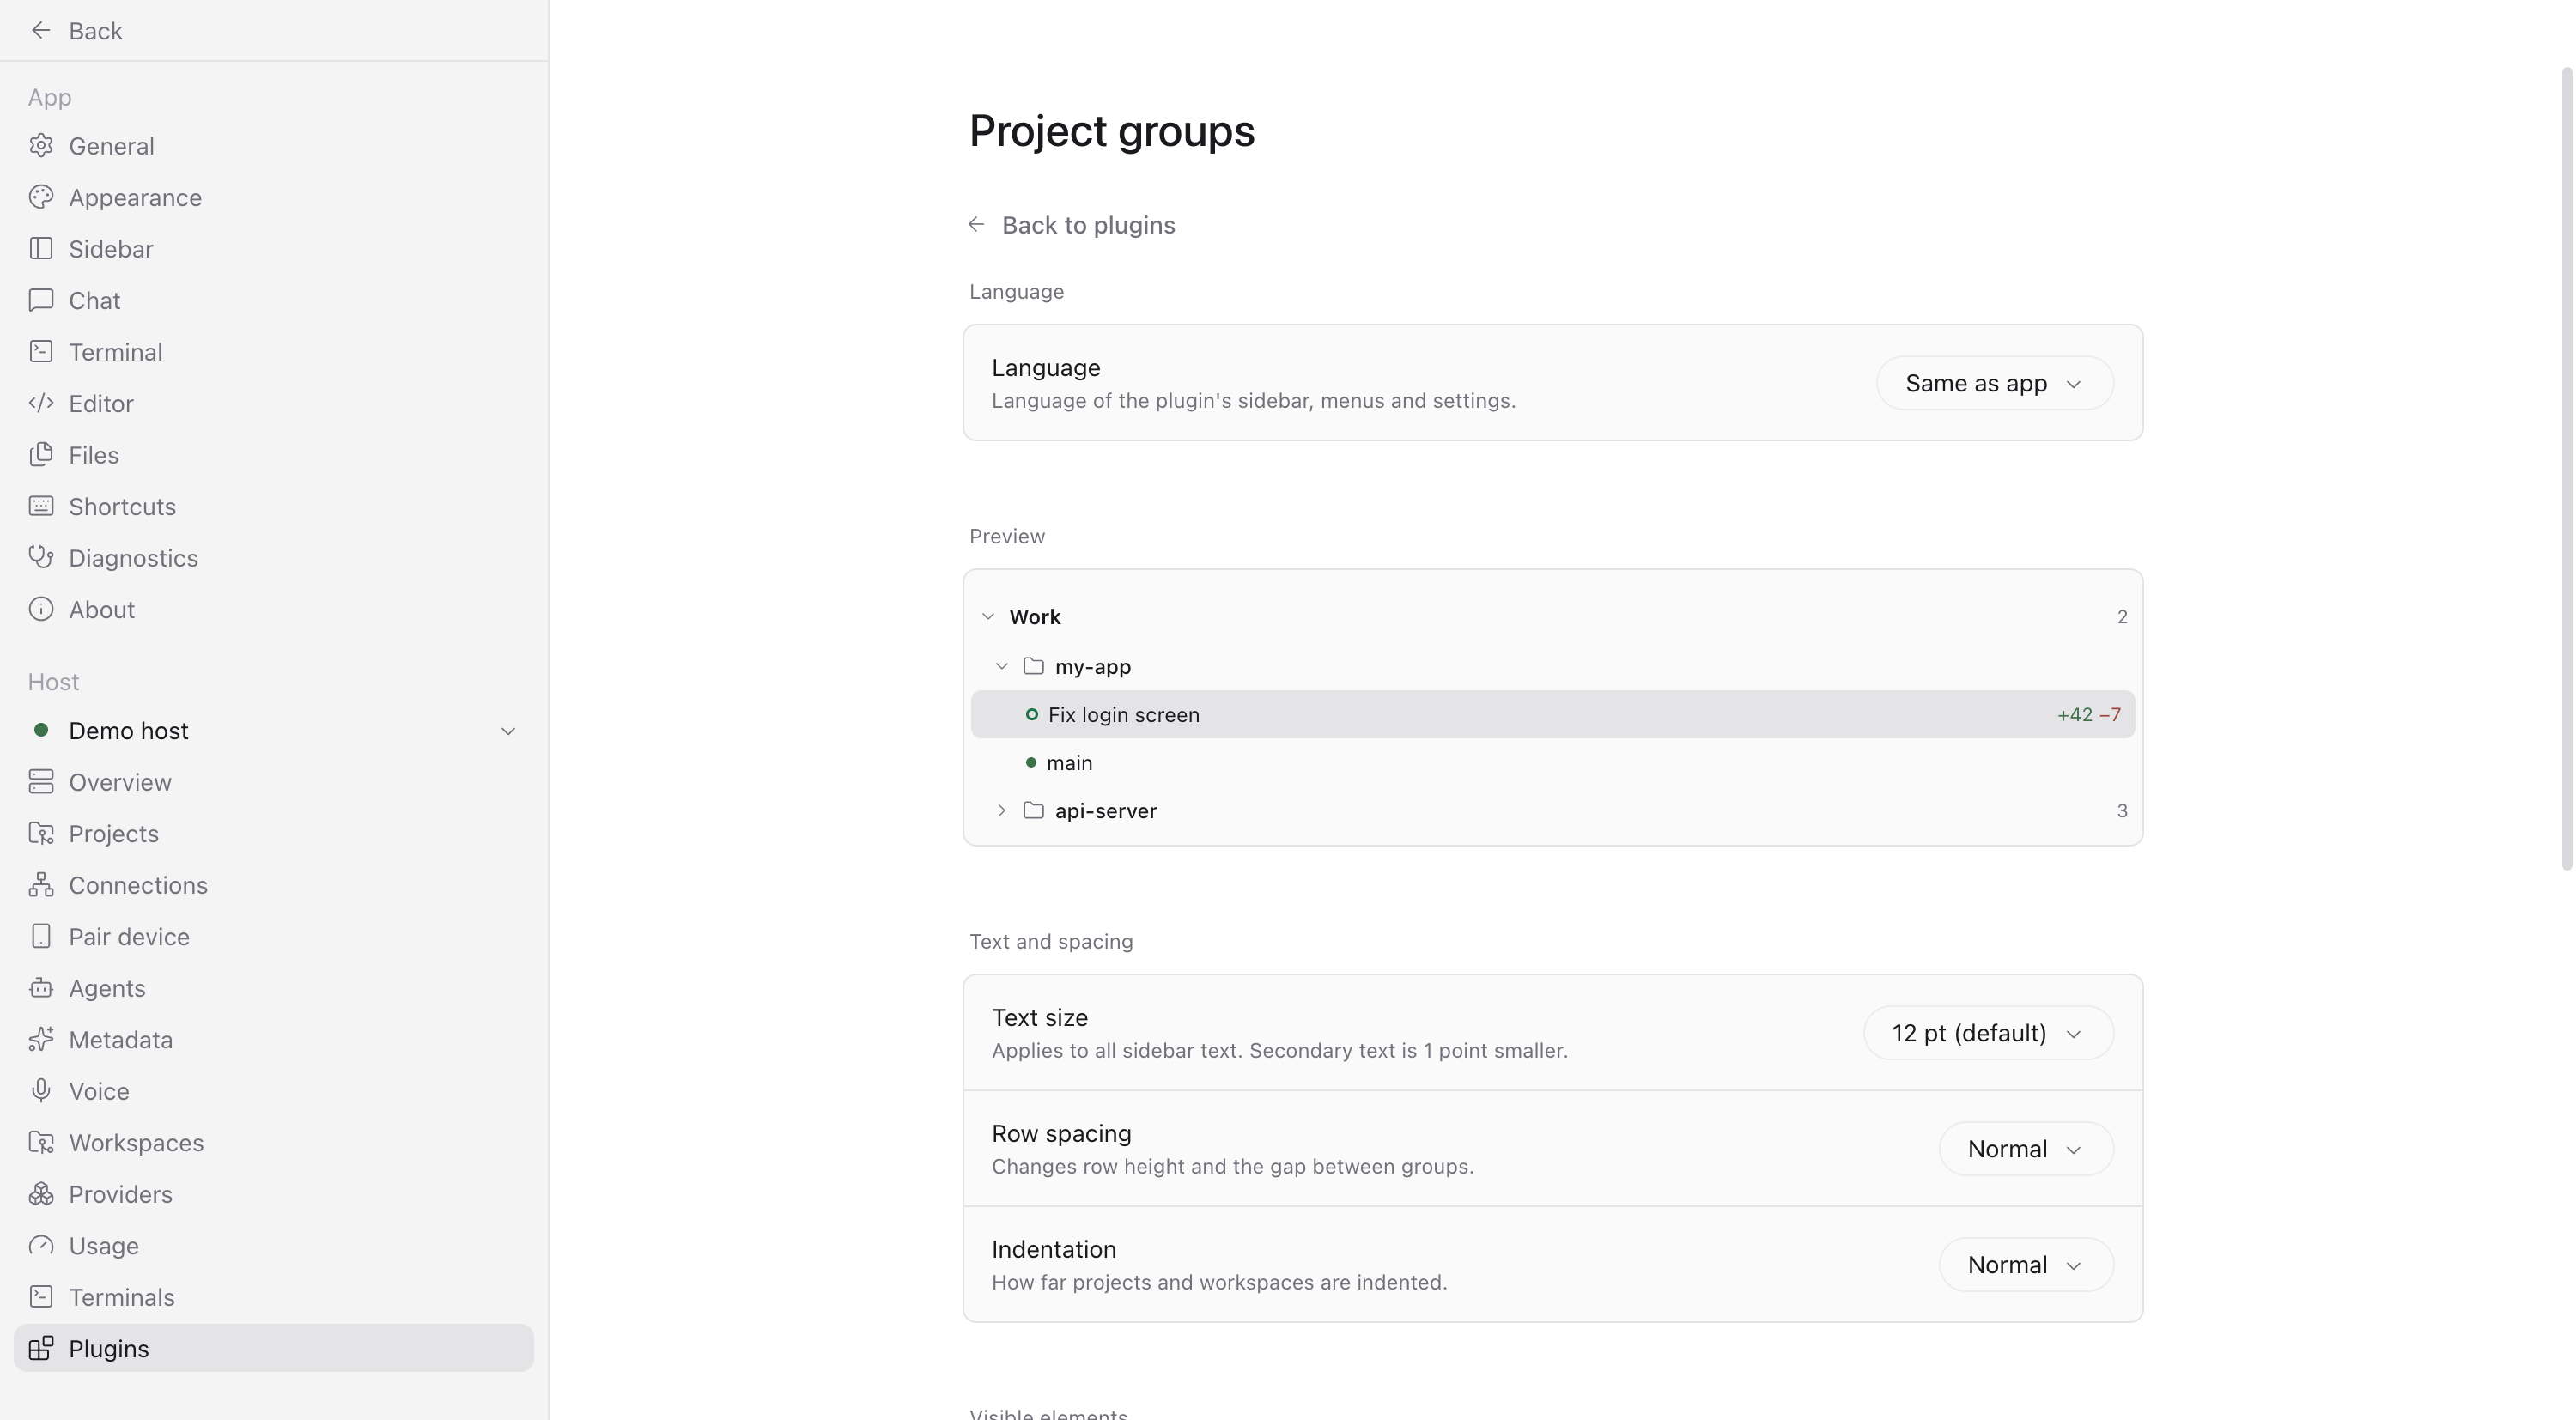 Back
App
General
Appearance
Sidebar
Chat
Terminal
Editor
Files
Shortcuts
Diagnostics
About
Host
Demo host
Overview
Projects
Connections
Pair device
Agents
Metadata
Voice
Workspaces
Providers
Usage
Terminals
Plugins
Project groups
Back to plugins
Language
Language
Language of the plugin's sidebar, menus and settings.
Same as app
Preview
Work 2
my-app
Fix login screen +42 −7
main
api-server 3
Text and spacing
Text size
Applies to all sidebar text. Secondary text is 1 point smaller.
12 pt (default)
Row spacing
Changes row height and the gap between groups.
Normal
Indentation
How far projects and workspaces are indented.
Normal
Visible elements